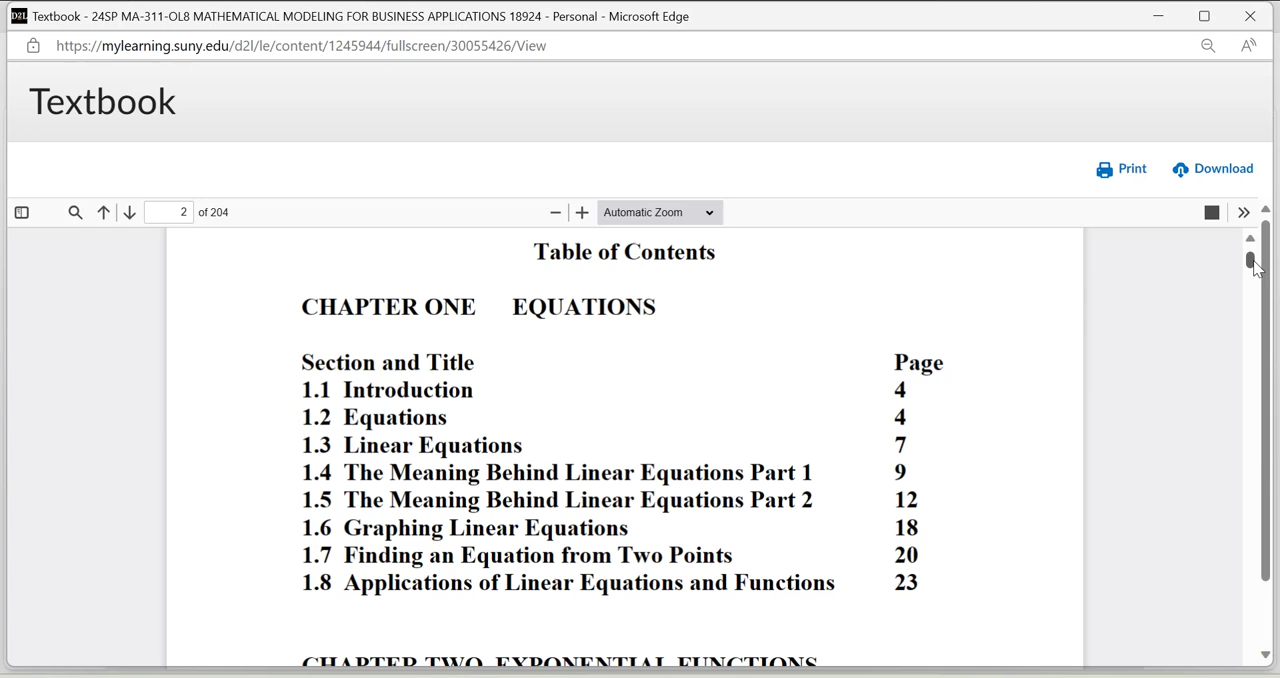 D2L Textbook - 24SP MA-311-OL8 MATHEMATICAL MODELING FOR BUSINESS APPLICATIONS 18924 - Personal - Microsoft Edge
https://mylearning.suny.edu/d2l/le/content/1245944/fullscreen/30055426/View
Textbook
Print Download
2 of 204 Automatic Zoom
Table of Contents
CHAPTER ONE EQUATIONS
Section and Title Page
1.1 Introduction 4
1.2 Equations 4
1.3 Linear Equations 7
1.4 The Meaning Behind Linear Equations Part 1 9
1.5 The Meaning Behind Linear Equations Part 2 12
1.6 Graphing Linear Equations 18
1.7 Finding an Equation from Two Points 20
1.8 Applications of Linear Equations and Functions 23
CHAPTER TWO EXPONENTIAL FUNCTIONS